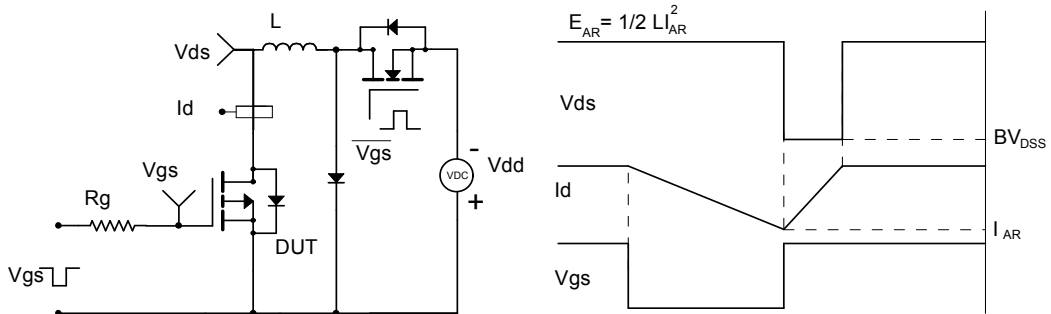 L
Vds
Id
Vgs
Rg
DUT
Vgs
Vgs
VDC
-
+
Vdd
E_AR = 1/2 LI_AR^2
Vds
BV_DSS
Id
I_AR
Vgs